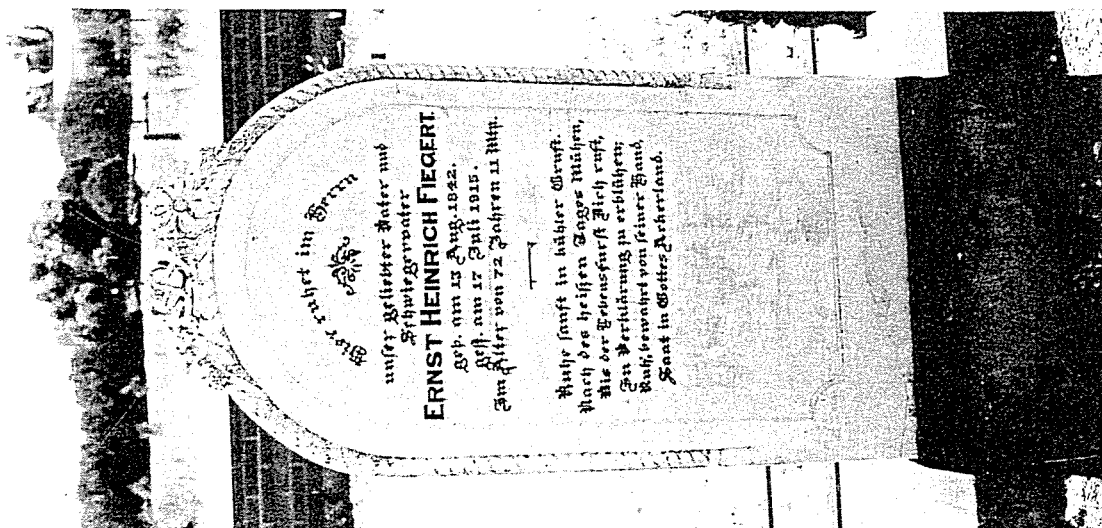 Hier ruhet im Herrn
unser geliebter Vater und
Schwiegervater
ERNST HEINRICH FIEGERT
geb. am 13 Aug. 1842.
gest. am 17 Juli 1915.
Im Alter von 72 Jahren 11 Mtn.
Ruhe sanft in kühler Gruft.
Nach des heißen Tages Mühen,
Bis der Lebensfürst Dich ruft,
Zu Verklärung zu erblühen;
Ruh, bewahrt von seiner Hand,
Saat in Gottes Ackerland.